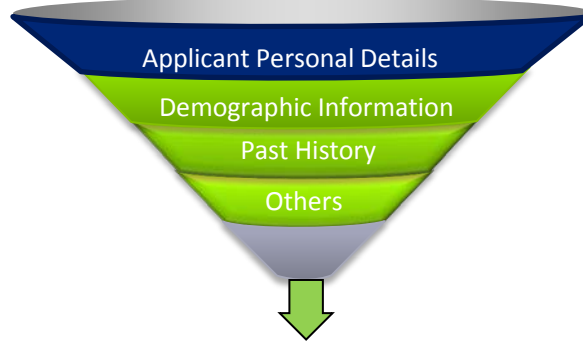 Applicant Personal Details
Demographic Information
Past History
Others